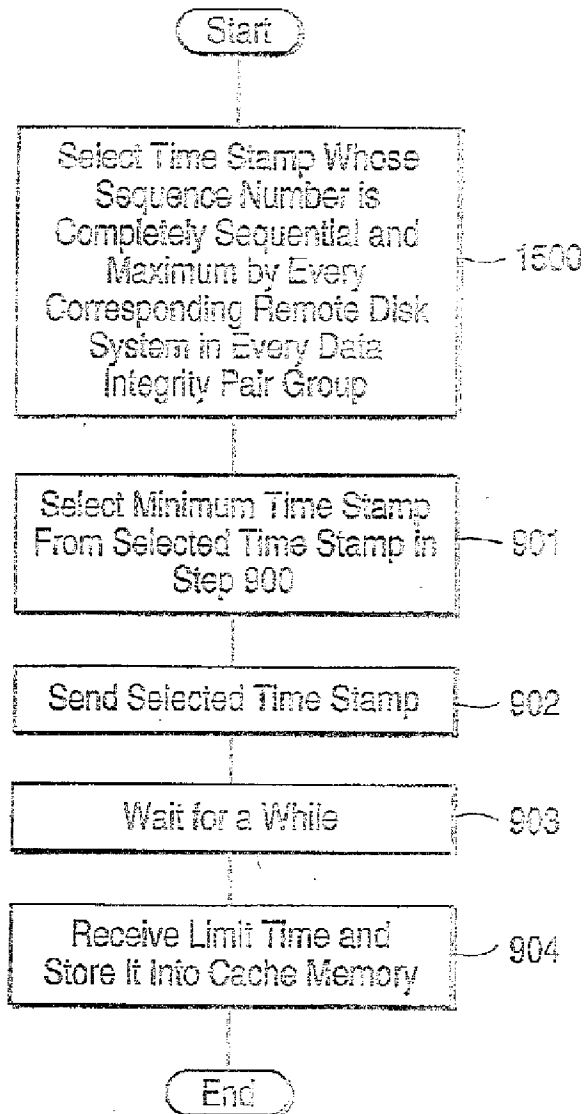 Start
Select Time Stamp Whose
Sequence Number is
Completely Sequential and
Maximum by Every
Corresponding Remote Disk
System in Every Data
Integrity Pair Group
1500
Select Minimum Time Stamp
From Selected Time Stamp in
Step 900
901
Send Selected Time Stamp
902
Wait for a While
903
Receive Limit Time and
Store It Into Cache Memory
904
End